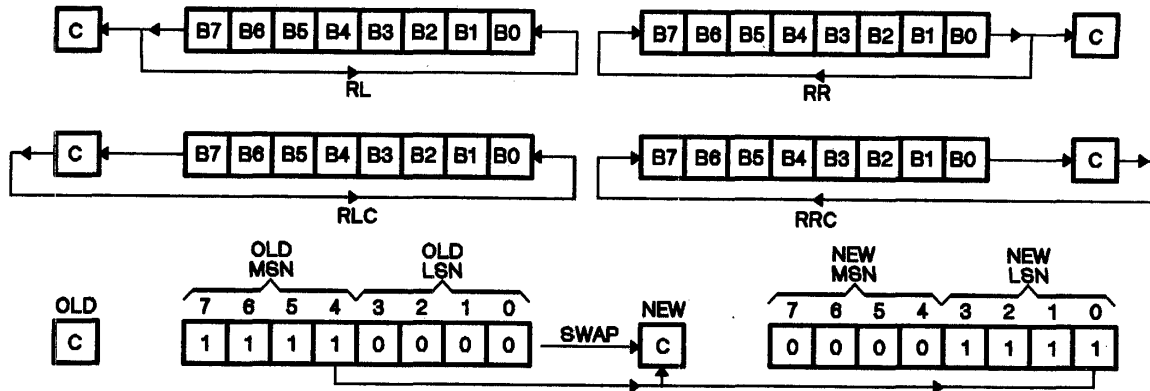 C B7 B6 B5 B4 B3 B2 B1 B0 B7 B6 B5 B4 B3 B2 B1 B0 C
RL RR
C B7 B6 B5 B4 B3 B2 B1 B0 B7 B6 B5 B4 B3 B2 B1 B0 C
RLC RRC
OLD OLD NEW NEW
MSN LSN MSN LSN
OLD 7 6 5 4 3 2 1 0 NEW 7 6 5 4 3 2 1 0
C 1 1 1 1 0 0 0 0 SWAP C 0 0 0 0 1 1 1 1